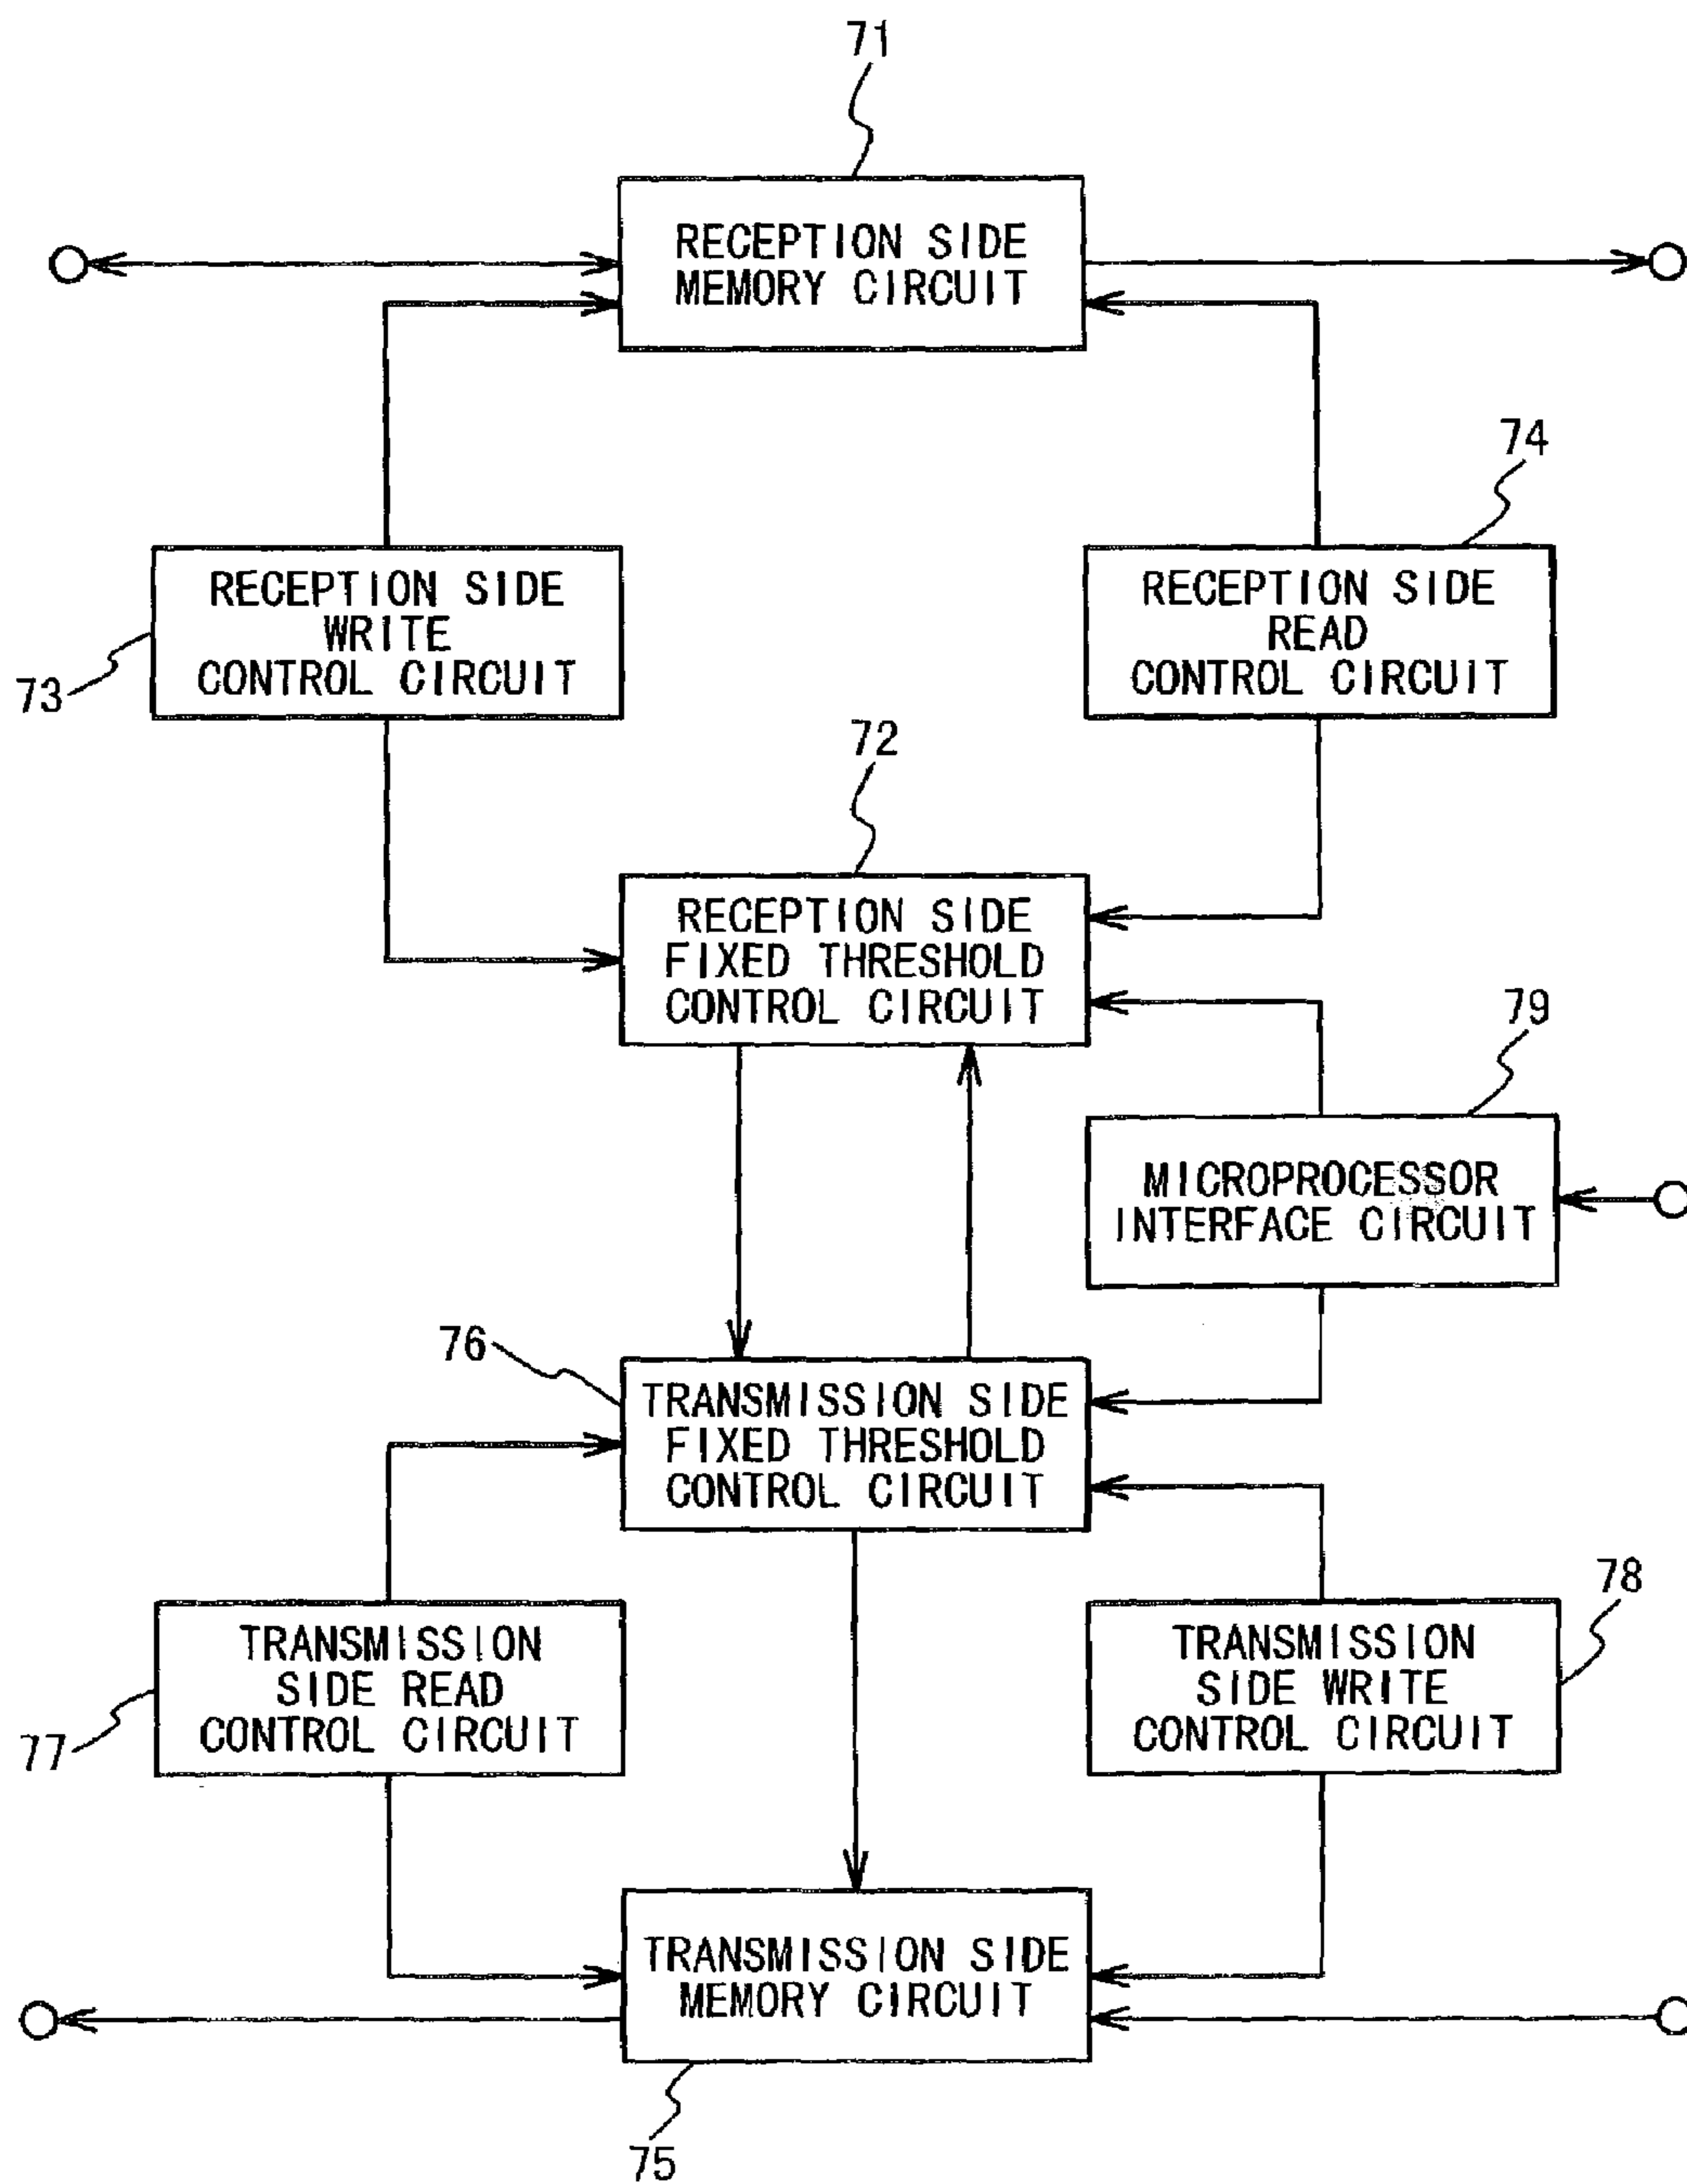 71
RECEPTION SIDE
MEMORY CIRCUIT
74
RECEPTION SIDE
WRITE
CONTROL CIRCUIT
73
RECEPTION SIDE
READ
CONTROL CIRCUIT
72
RECEPTION SIDE
FIXED THRESHOLD
CONTROL CIRCUIT
79
MICROPROCESSOR
INTERFACE CIRCUIT
76
TRANSMISSION SIDE
FIXED THRESHOLD
CONTROL CIRCUIT
78
TRANSMISSION
SIDE READ
CONTROL CIRCUIT
77
TRANSMISSION
SIDE WRITE
CONTROL CIRCUIT
TRANSMISSION SIDE
MEMORY CIRCUIT
75